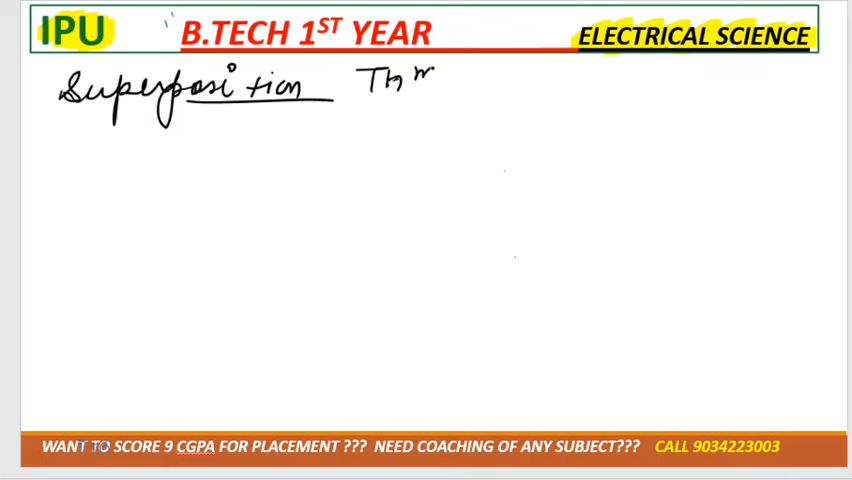 IPU B.TECH 1ST YEAR ELECTRICAL SCIENCE
Superposition Thm
WANT TO SCORE 9 CGPA FOR PLACEMENT ??? NEED COACHING OF ANY SUBJECT??? CALL 9034223003